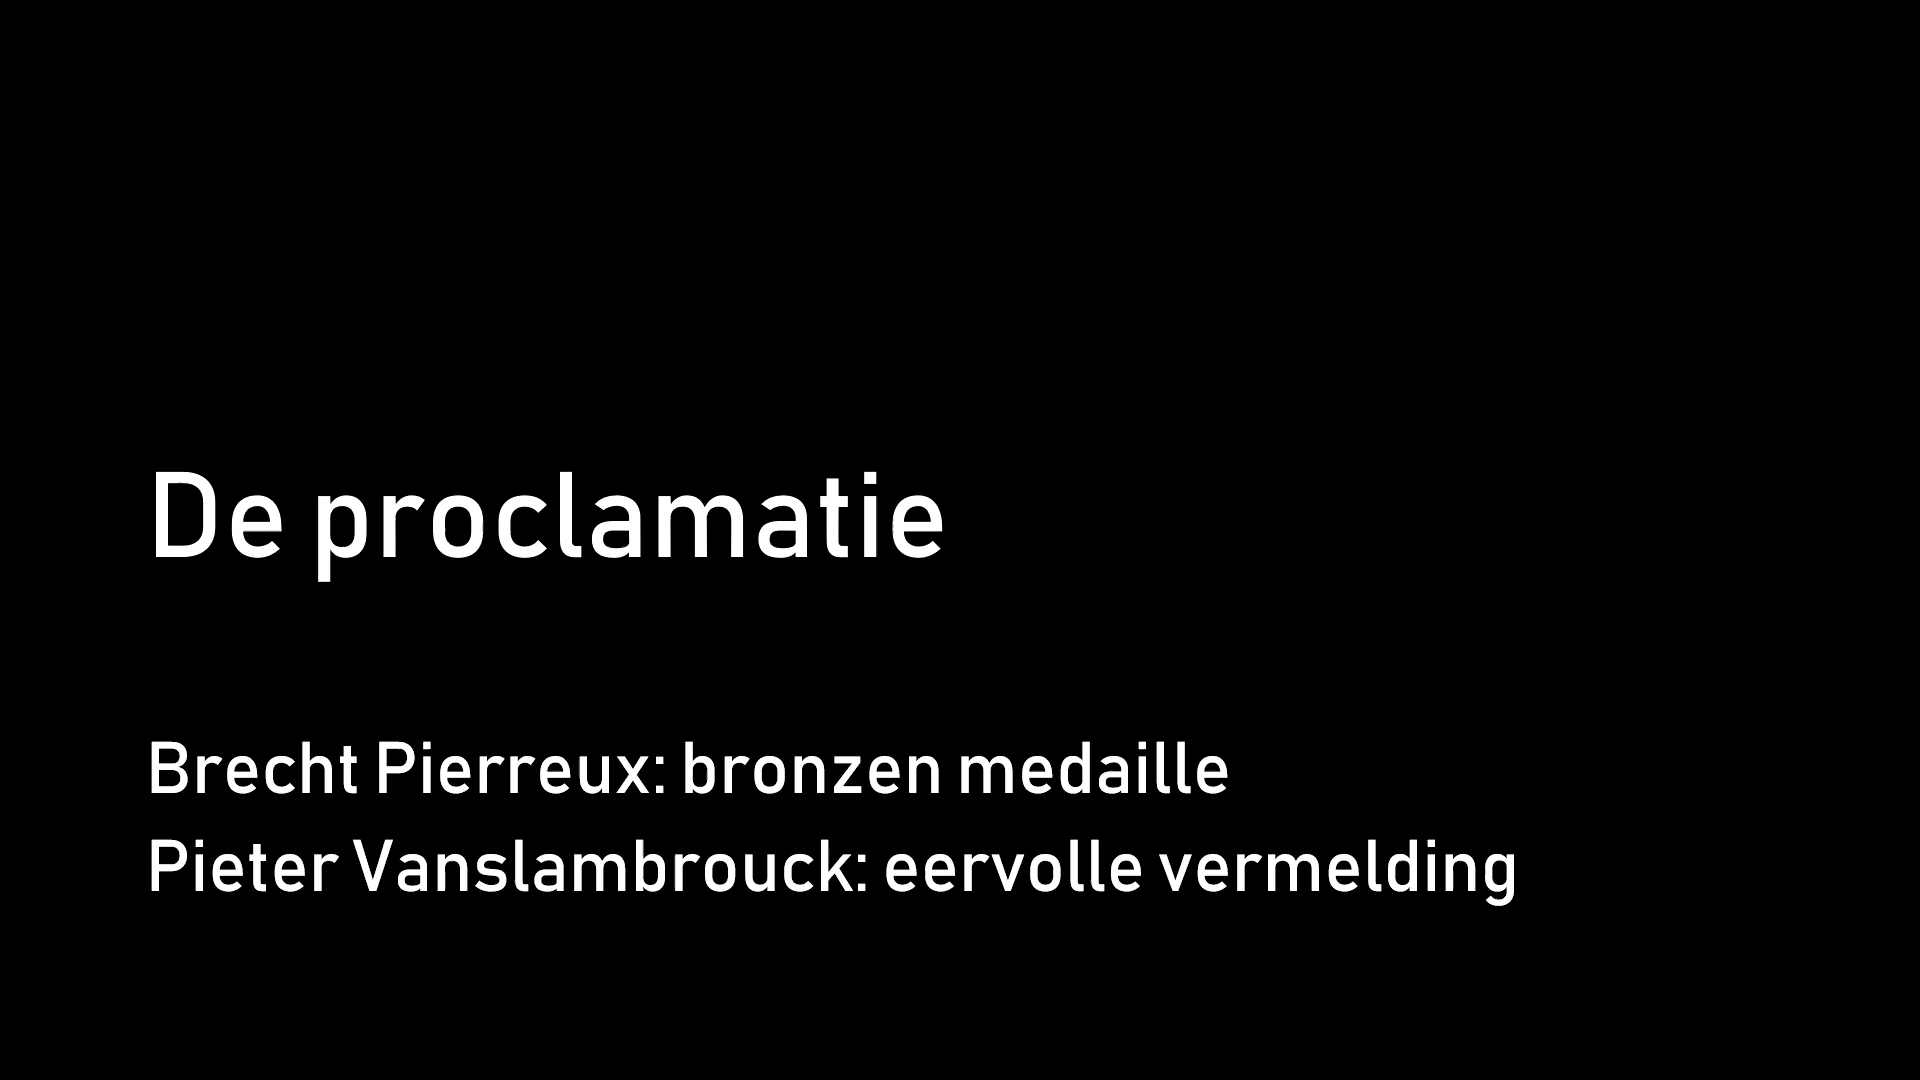 De proclamatie
Brecht Pierreux: bronzen medaille
Pieter Vanslambrouck: eervolle vermelding